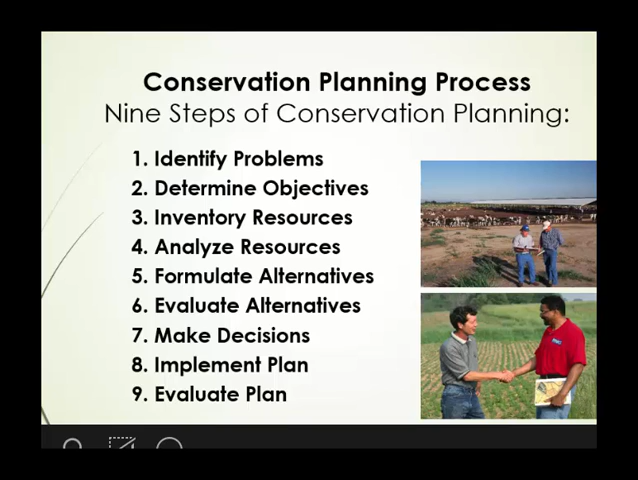 Conservation Planning Process
Nine Steps of Conservation Planning:
1. Identify Problems
2. Determine Objectives
3. Inventory Resources
4. Analyze Resources
5. Formulate Alternatives
6. Evaluate Alternatives
7. Make Decisions
8. Implement Plan
9. Evaluate Plan